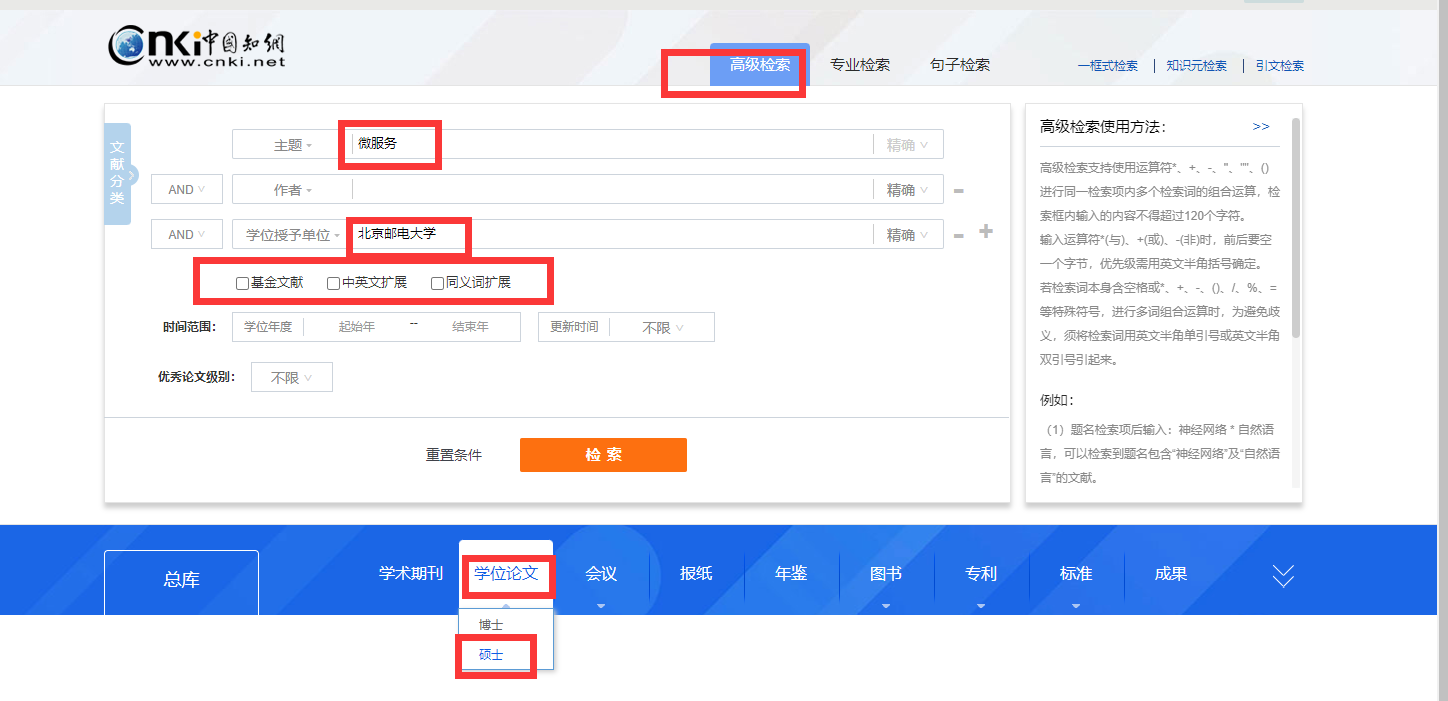 CNKI中国知網
www.cnki.net
高级检索 专业检索 句子检索 一框式检索 知识元检索 引文检索
文献分类
主题 微服务 精确
AND 作者 精确
AND 学位授予单位 北京邮电大学 精确
基金文献 中英文扩展 同义词扩展
时间范围： 学位年度 起始年 -- 结束年 更新时间 不限
优秀论文级别： 不限
重置条件 检 索
高级检索使用方法： >>
高级检索支持使用运算符*、+、-、''、""、()
进行同一检索项内多个检索词的组合运算，检
索框内输入的内容不得超过120个字符。
输入运算符*(与)、+(或)、-(非)时，前后要空
一个字节，优先级需用英文半角括号确定。
若检索词本身含空格或*、+、-、()、/、%、=
等特殊符号，进行多词组合运算时，为避免歧
义，须将检索词用英文半角单引号或英文半角
双引号引起来。
例如：
（1）题名检索项后输入：神经网络 * 自然语
言，可以检索到题名包含“神经网络”及“自然语
言”的文献。
总库 学术期刊 学位论文 会议 报纸 年鉴 图书 专利 标准 成果
博士
硕士